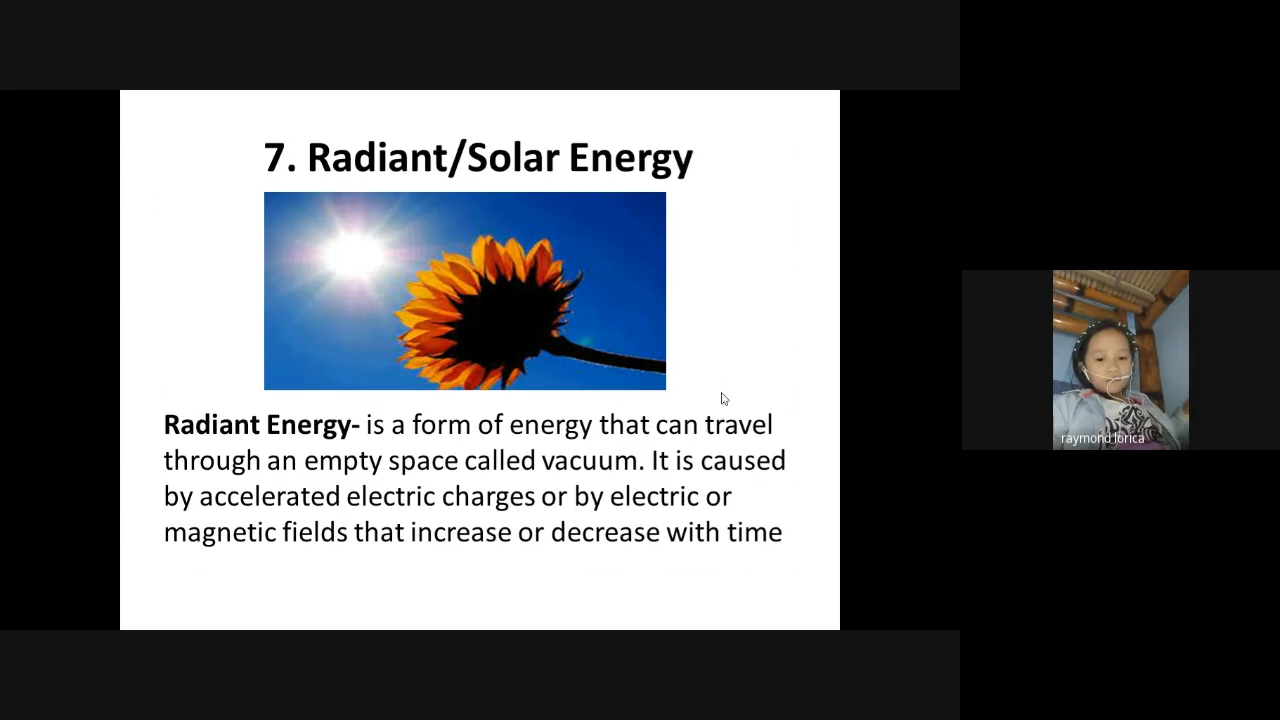 7. Radiant/Solar Energy
Radiant Energy- is a form of energy that can travel
through an empty space called vacuum. It is caused
by accelerated electric charges or by electric or
magnetic fields that increase or decrease with time
raymond lorica